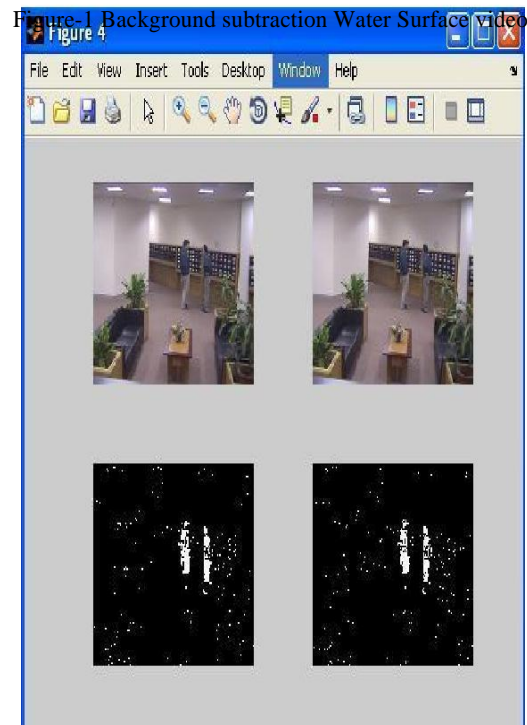 Figure-1 Background subtraction Water Surface video
Figure 4
File Edit View Insert Tools Desktop Window Help